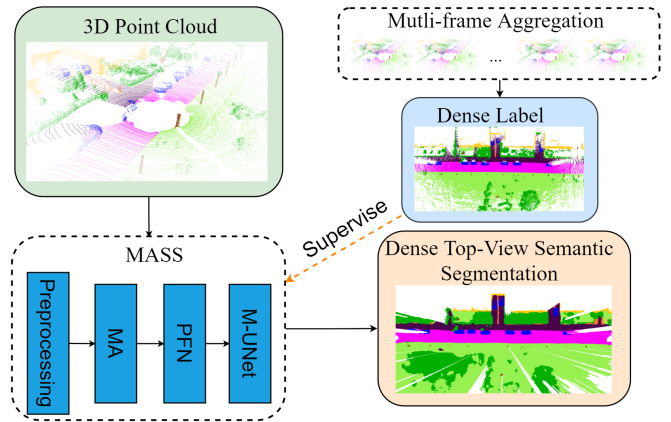 3D Point Cloud
Mutli-frame Aggregation
...
Dense Label
Supervise
MASS
Preprocessing
MA
PFN
M-UNet
Dense Top-View Semantic
Segmentation